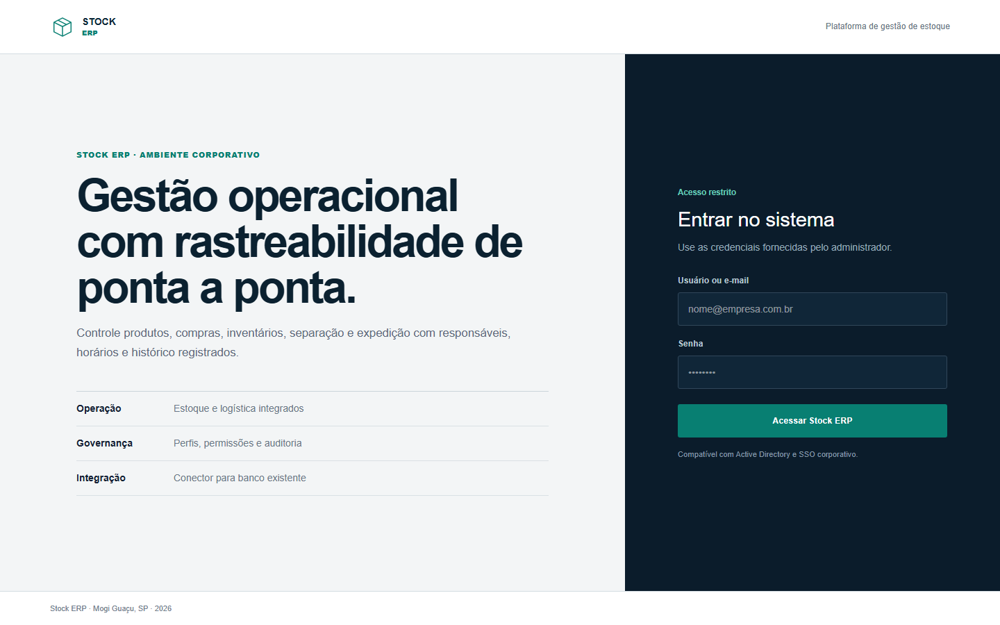 STOCK
ERP
Plataforma de gestão de estoque
STOCK ERP · AMBIENTE CORPORATIVO
Gestão operacional
com rastreabilidade de
ponta a ponta.
Controle produtos, compras, inventários, separação e expedição com responsáveis,
horários e histórico registrados.
Operação Estoque e logística integrados
Governança Perfis, permissões e auditoria
Integração Conector para banco existente
Acesso restrito
Entrar no sistema
Use as credenciais fornecidas pelo administrador.
Usuário ou e-mail
nome@empresa.com.br
Senha
••••••••
Acessar Stock ERP
Compatível com Active Directory e SSO corporativo.
Stock ERP · Mogi Guaçu, SP · 2026